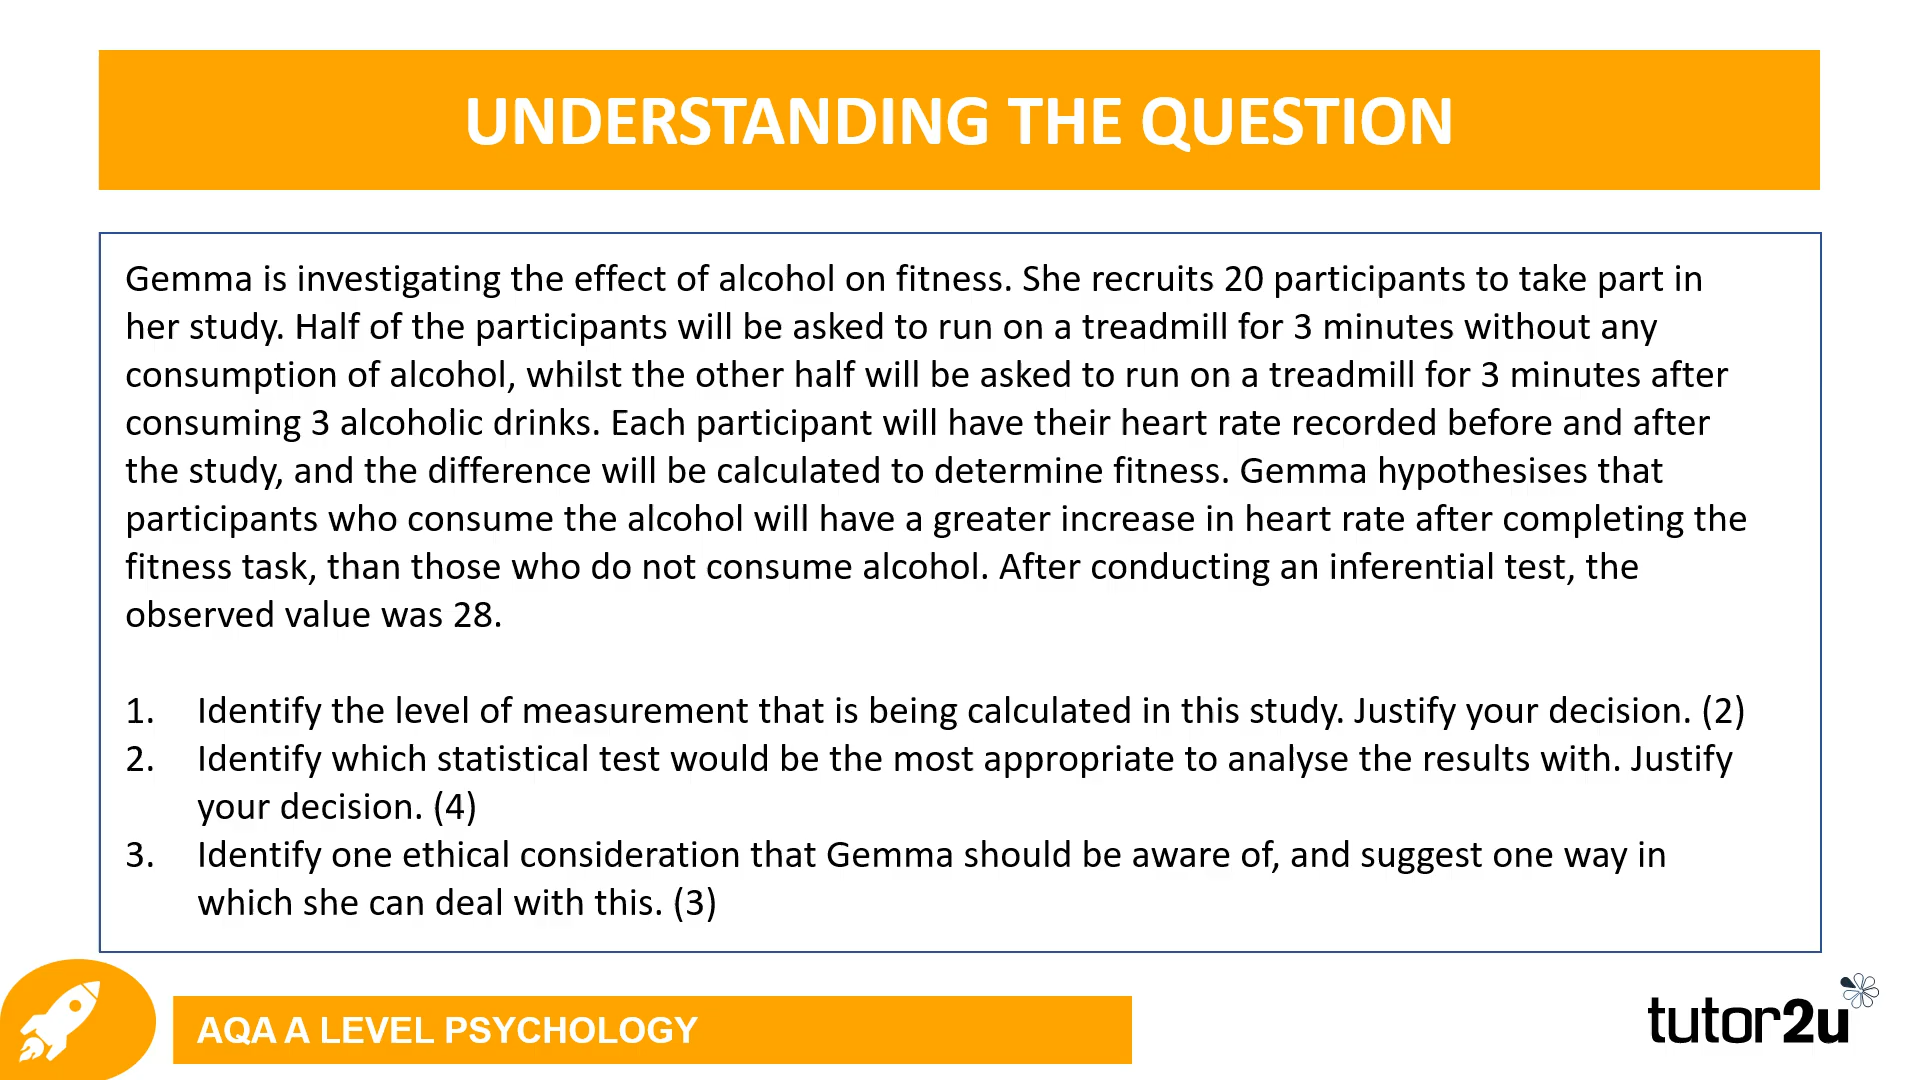 UNDERSTANDING THE QUESTION
Gemma is investigating the effect of alcohol on fitness. She recruits 20 participants to take part in
her study. Half of the participants will be asked to run on a treadmill for 3 minutes without any
consumption of alcohol, whilst the other half will be asked to run on a treadmill for 3 minutes after
consuming 3 alcoholic drinks. Each participant will have their heart rate recorded before and after
the study, and the difference will be calculated to determine fitness. Gemma hypothesises that
participants who consume the alcohol will have a greater increase in heart rate after completing the
fitness task, than those who do not consume alcohol. After conducting an inferential test, the
observed value was 28.
1. Identify the level of measurement that is being calculated in this study. Justify your decision. (2)
2. Identify which statistical test would be the most appropriate to analyse the results with. Justify
your decision. (4)
3. Identify one ethical consideration that Gemma should be aware of, and suggest one way in
which she can deal with this. (3)
AQA A LEVEL PSYCHOLOGY
tutor2u